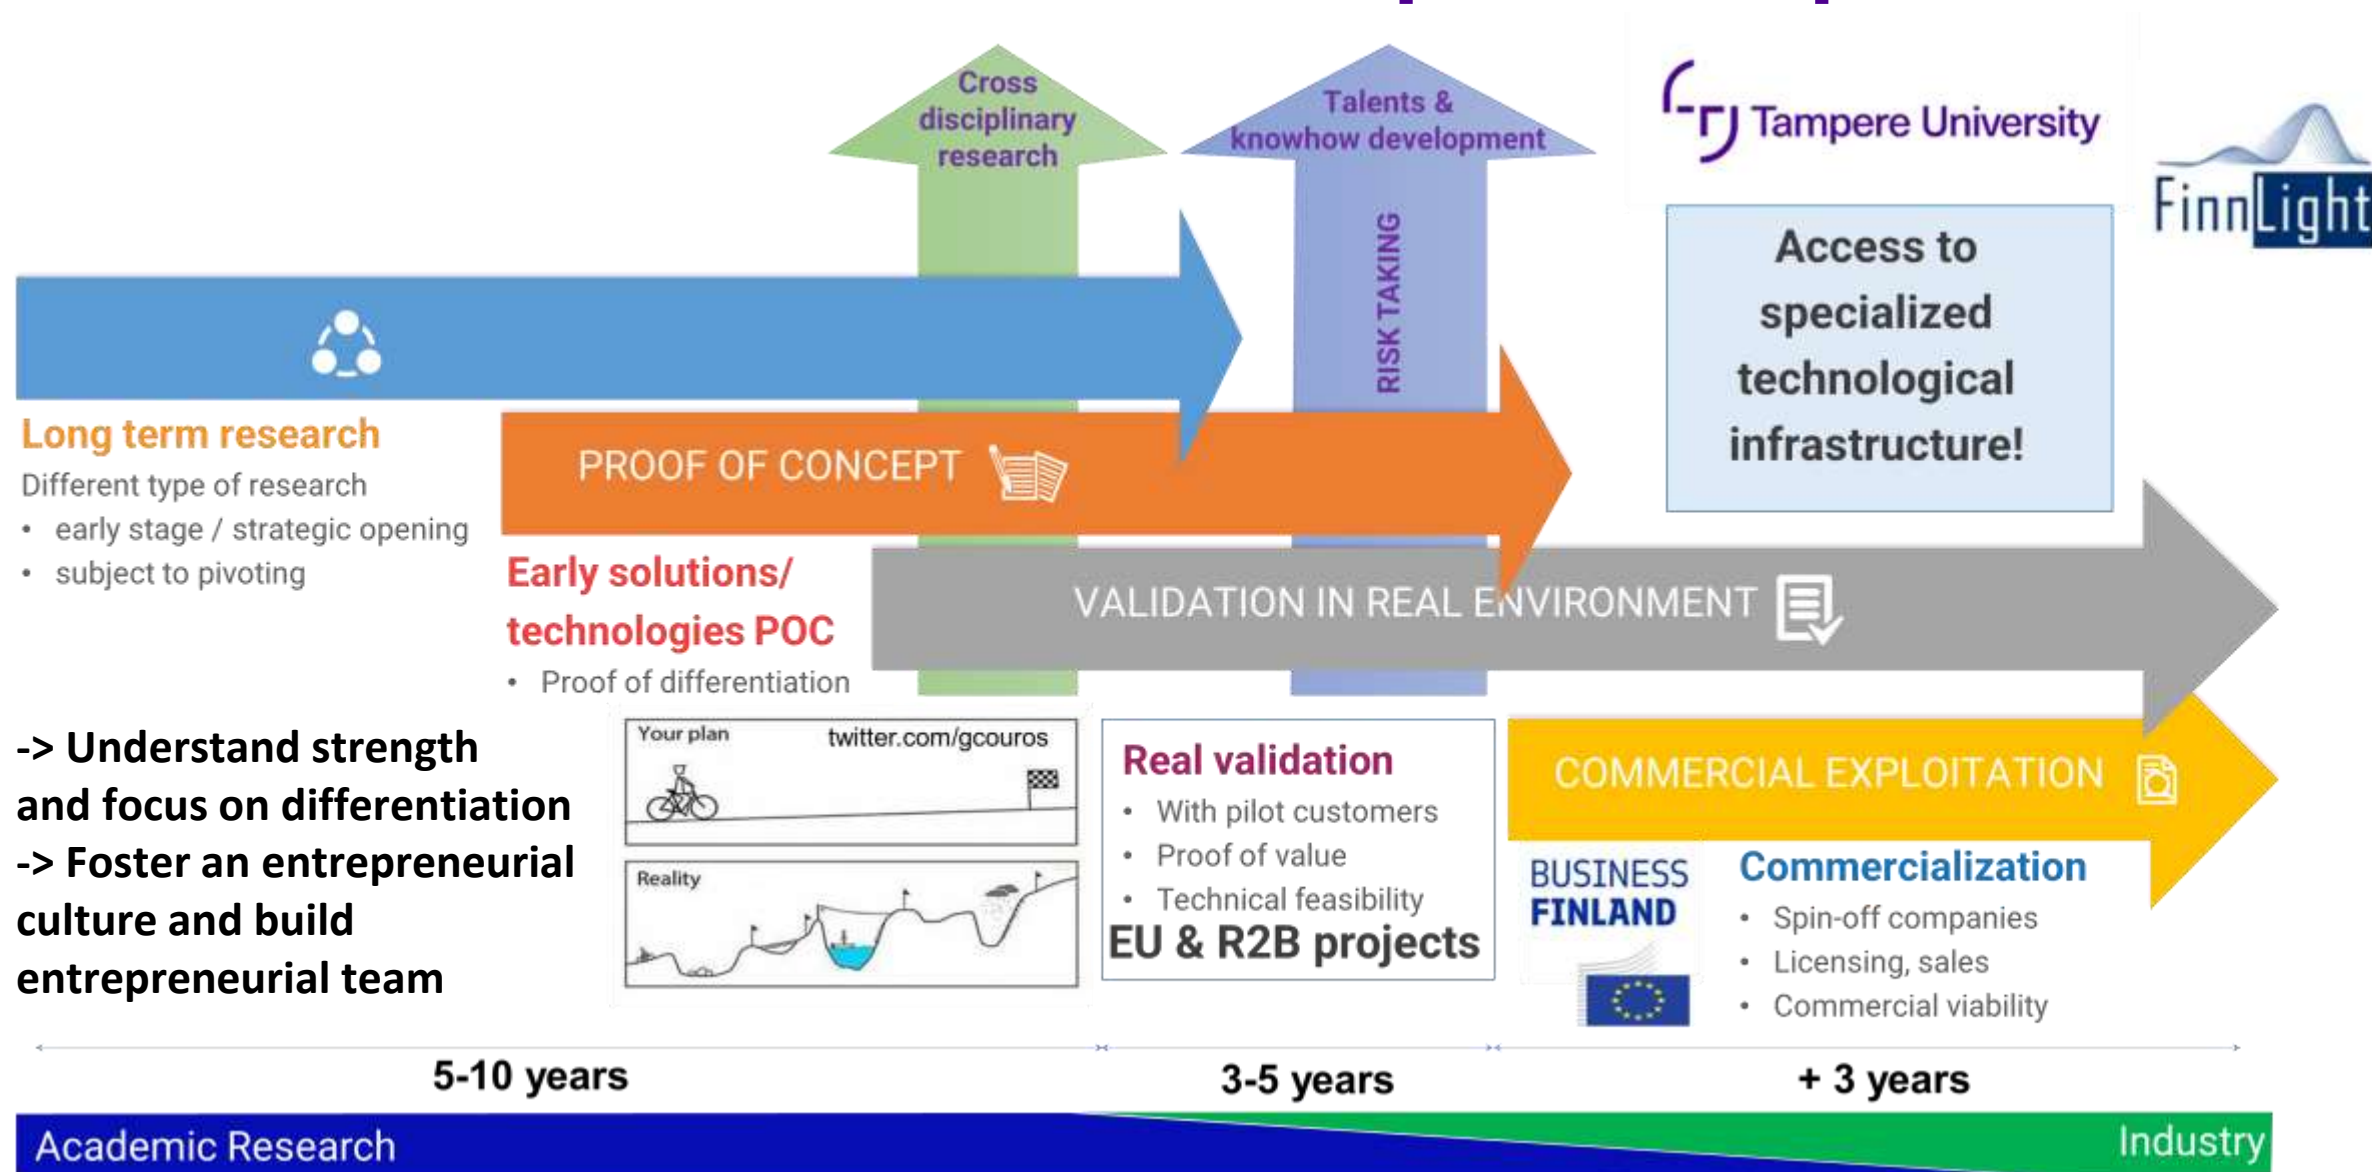 Cross
disciplinary
research
Talents &
knowhow development
RISK TAKING
Tampere University
FinnLight
Access to
specialized
technological
infrastructure!
Long term research
Different type of research
• early stage / strategic opening
• subject to pivoting
PROOF OF CONCEPT
Early solutions/
technologies POC
• Proof of differentiation
VALIDATION IN REAL ENVIRONMENT
-> Understand strength
and focus on differentiation
-> Foster an entrepreneurial
culture and build
entrepreneurial team
Your plan
twitter.com/gcouros
Reality
Real validation
• With pilot customers
• Proof of value
• Technical feasibility
EU & R2B projects
COMMERCIAL EXPLOITATION
BUSINESS
FINLAND
Commercialization
• Spin-off companies
• Licensing, sales
• Commercial viability
5-10 years
3-5 years
+ 3 years
Academic Research
Industry